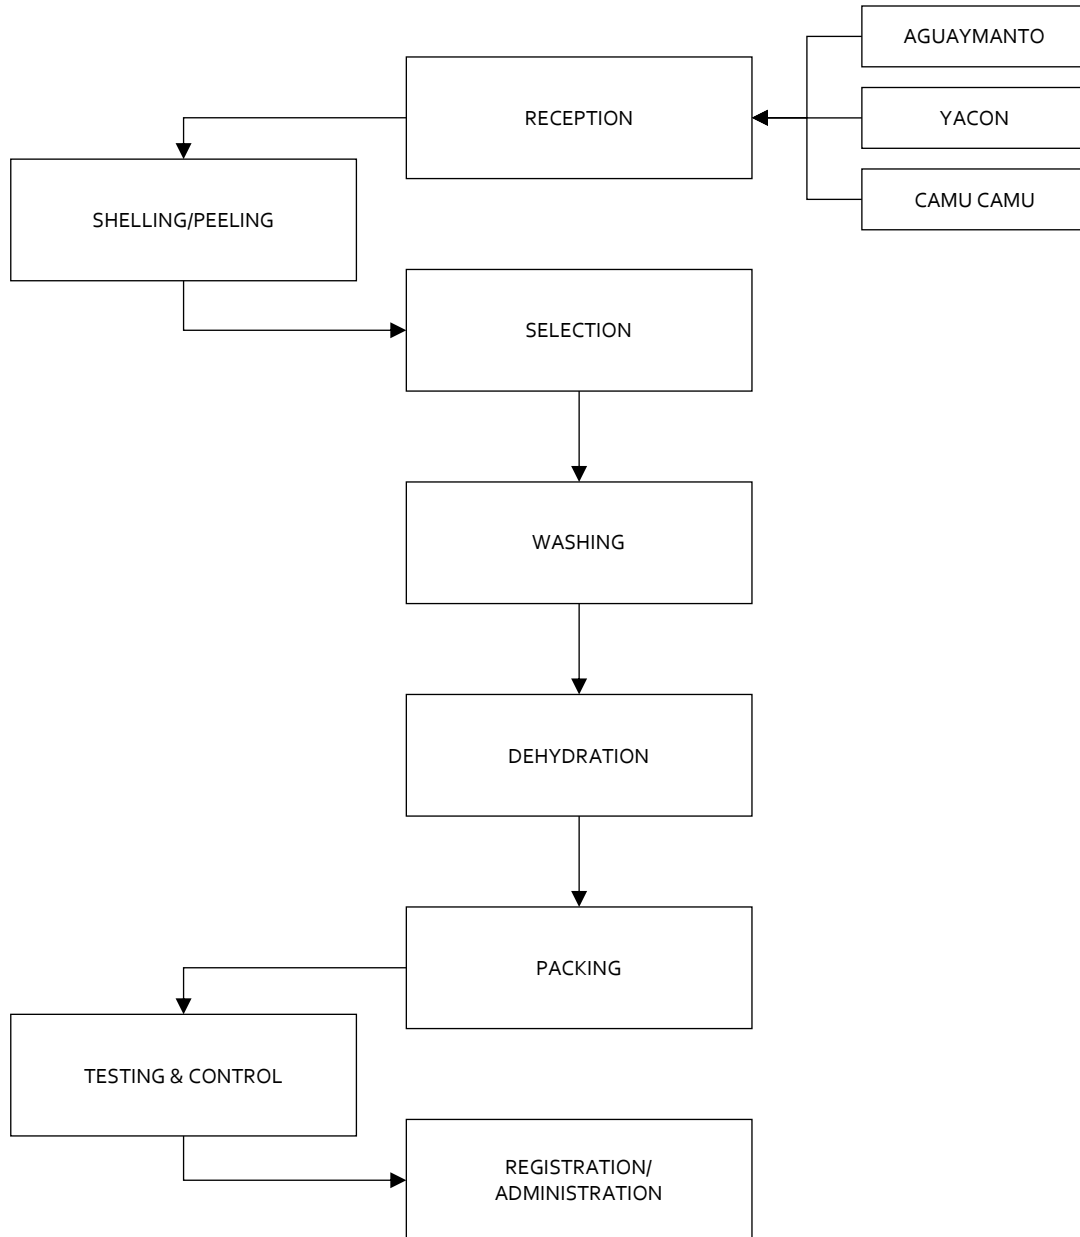 AGUAYMANTO
RECEPTION
YACON
CAMU CAMU
SHELLING/PEELING
SELECTION
WASHING
DEHYDRATION
PACKING
TESTING & CONTROL
REGISTRATION/
ADMINISTRATION